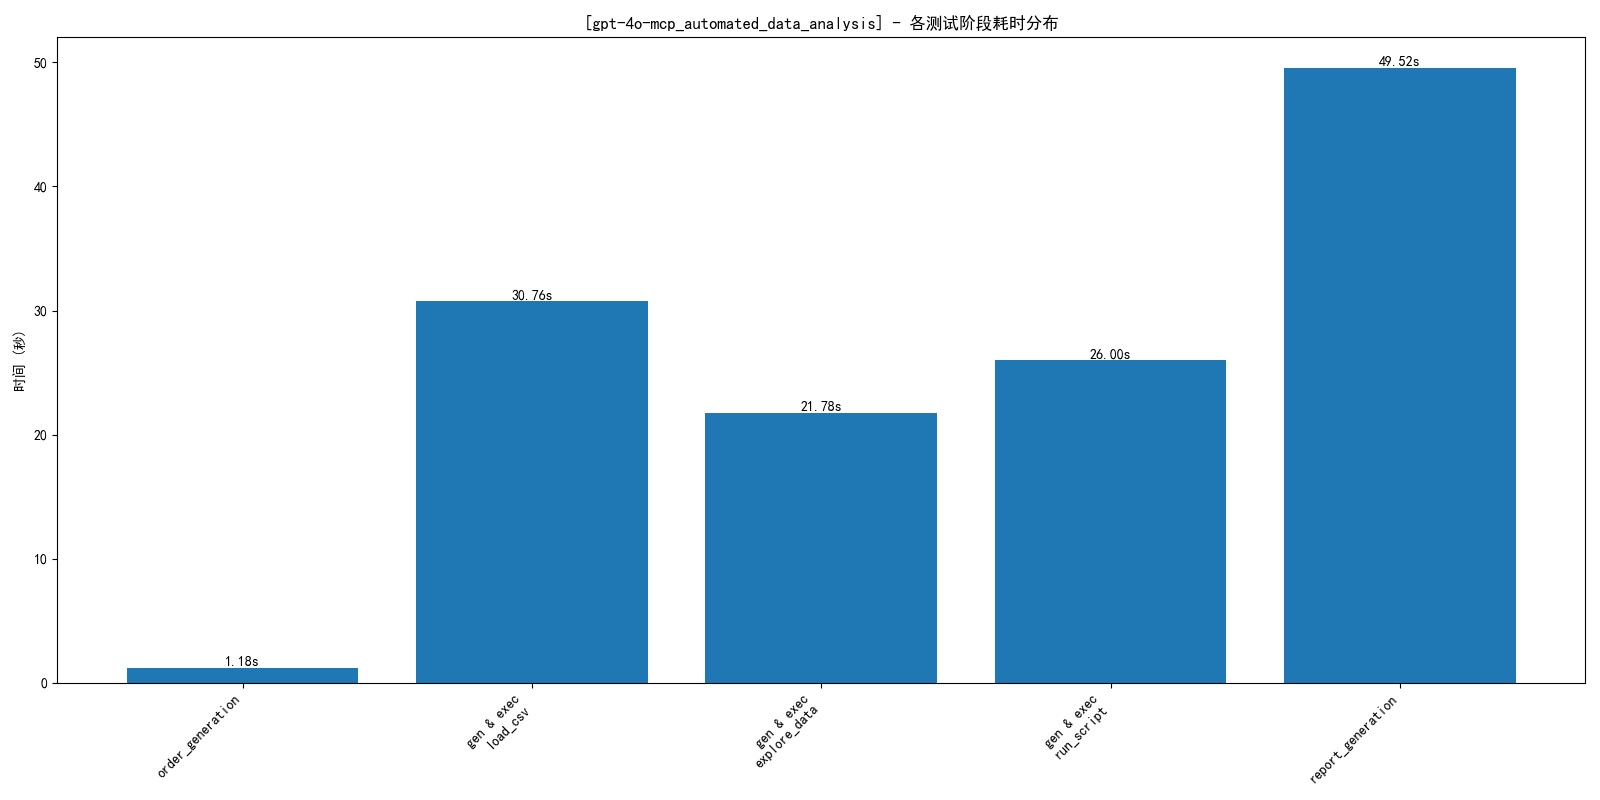 [gpt-4o-mcp_automated_data_analysis] - 各测试阶段耗时分布
时间 (秒)
50
40
30
20
10
0
1.18s
30.76s
21.78s
26.00s
49.52s
order_generation
gen & exec
load_csv
gen & exec
explore_data
gen & exec
run_script
report_generation